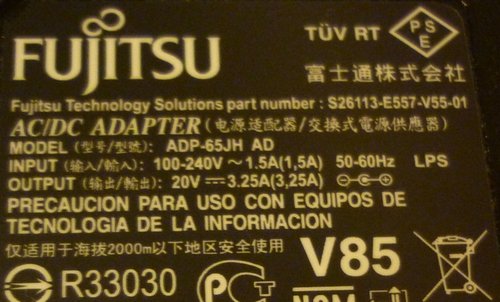 FUJITSU
TÜV RT
PSE
富士通株式会社
Fujitsu Technology Solutions part number : S26113-E557-V55-01
AC/DC ADAPTER (电源适配器/交換式電源供應器)
MODEL (型号/型號): ADP-65JH AD
INPUT (输入/輸入): 100-240V ~ 1.5A(1,5A) 50-60Hz LPS
OUTPUT (输出/輸出): 20V ⎓ 3.25A(3,25A)
PRECAUCION PARA USO CON EQUIPOS DE
TECNOLOGIA DE LA INFORMACION
仅适用于海拔2000m以下地区安全使用
V85
R33030
NOM